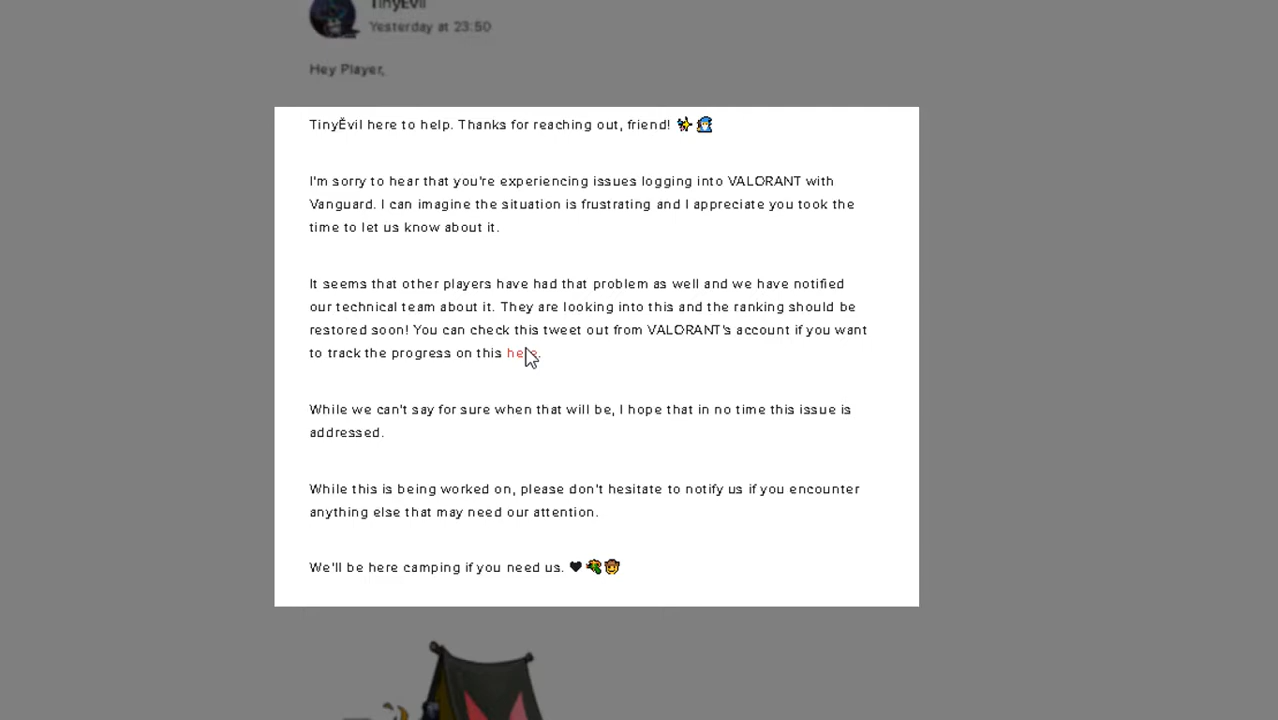 TinyEvil
Yesterday at 23:50
Hey Player,
TinyĔvil here to help. Thanks for reaching out, friend! ✨🧙
I'm sorry to hear that you're experiencing issues logging into VALORANT with
Vanguard. I can imagine the situation is frustrating and I appreciate you took the
time to let us know about it.
It seems that other players have had that problem as well and we have notified
our technical team about it. They are looking into this and the ranking should be
restored soon! You can check this tweet out from VALORANT's account if you want
to track the progress on this here.
While we can't say for sure when that will be, I hope that in no time this issue is
addressed.
While this is being worked on, please don't hesitate to notify us if you encounter
anything else that may need our attention.
We'll be here camping if you need us.